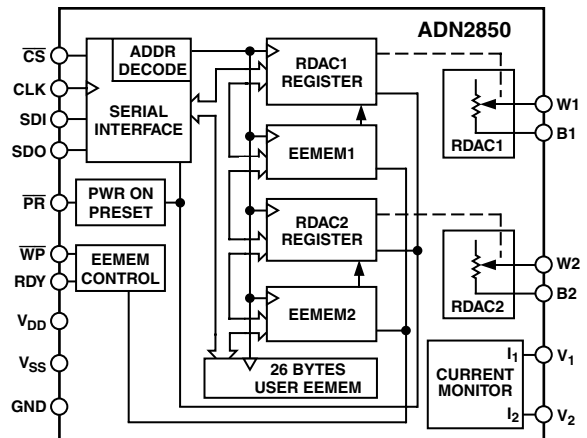 ADN2850
CS
CLK
SDI
SDO
PR
WP
RDY
VDD
VSS
GND
ADDR
DECODE
SERIAL
INTERFACE
PWR ON
PRESET
EEMEM
CONTROL
RDAC1
REGISTER
EEMEM1
RDAC2
REGISTER
EEMEM2
26 BYTES
USER EEMEM
RDAC1
W1
B1
RDAC2
W2
B2
I1
CURRENT
MONITOR
I2
V1
V2